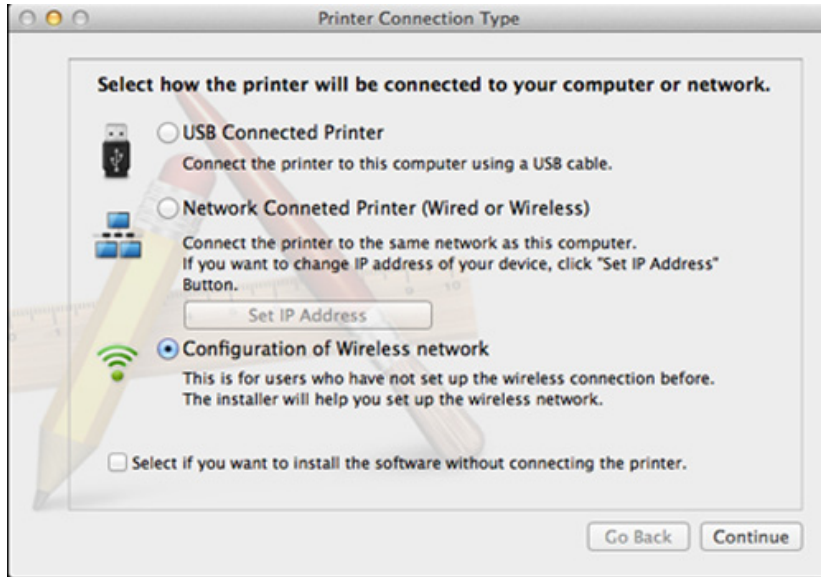 Printer Connection Type
Select how the printer will be connected to your computer or network.
USB Connected Printer
Connect the printer to this computer using a USB cable.
Network Conneted Printer (Wired or Wireless)
Connect the printer to the same network as this computer.
If you want to change IP address of your device, click "Set IP Address"
Button.
Set IP Address
Configuration of Wireless network
This is for users who have not set up the wireless connection before.
The installer will help you set up the wireless network.
Select if you want to install the software without connecting the printer.
Go Back
Continue